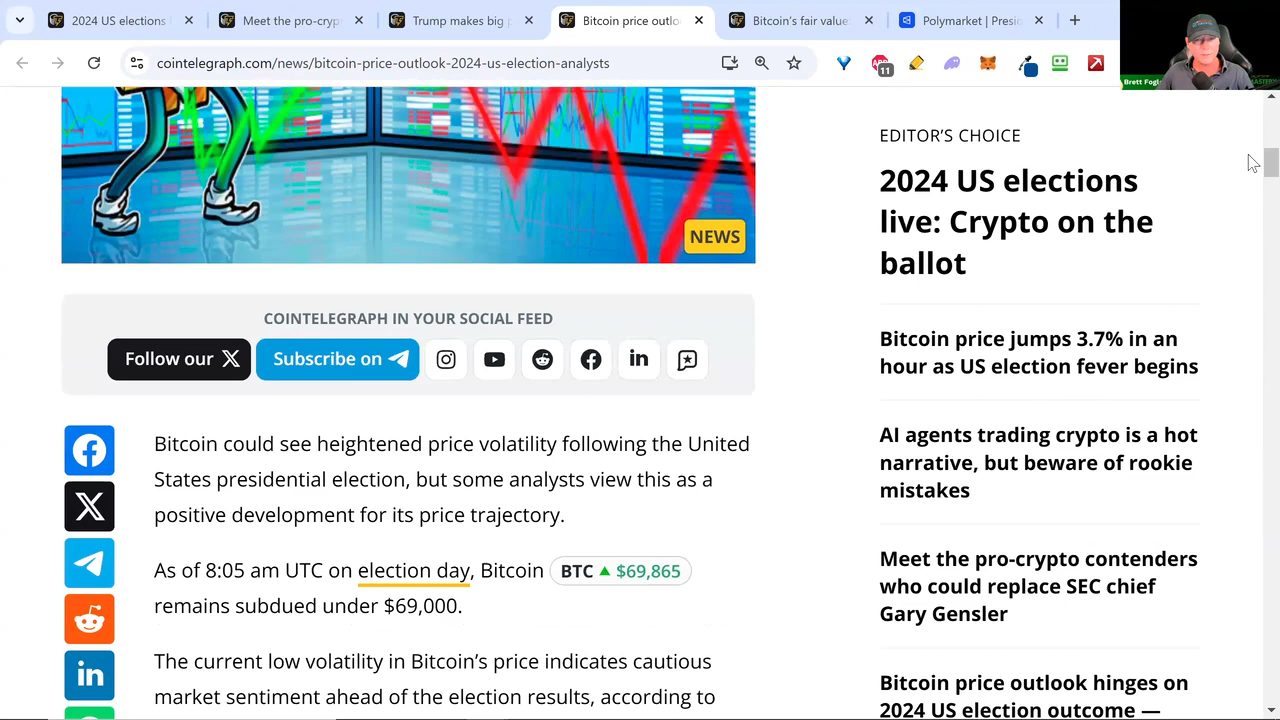 2024 US elections
Meet the pro-cryp
Trump makes big p
Bitcoin price outlo
Bitcoin's fair value
Polymarket | Presid
cointelegraph.com/news/bitcoin-price-outlook-2024-us-election-analysts
11
Brett Fogl
NEWS
COINTELEGRAPH IN YOUR SOCIAL FEED
Follow our X
Subscribe on
Bitcoin could see heightened price volatility following the United
States presidential election, but some analysts view this as a
positive development for its price trajectory.
As of 8:05 am UTC on election day, Bitcoin BTC ▲ $69,865
remains subdued under $69,000.
The current low volatility in Bitcoin's price indicates cautious
market sentiment ahead of the election results, according to
EDITOR'S CHOICE
2024 US elections
live: Crypto on the
ballot
Bitcoin price jumps 3.7% in an
hour as US election fever begins
AI agents trading crypto is a hot
narrative, but beware of rookie
mistakes
Meet the pro-crypto contenders
who could replace SEC chief
Gary Gensler
Bitcoin price outlook hinges on
2024 US election outcome —